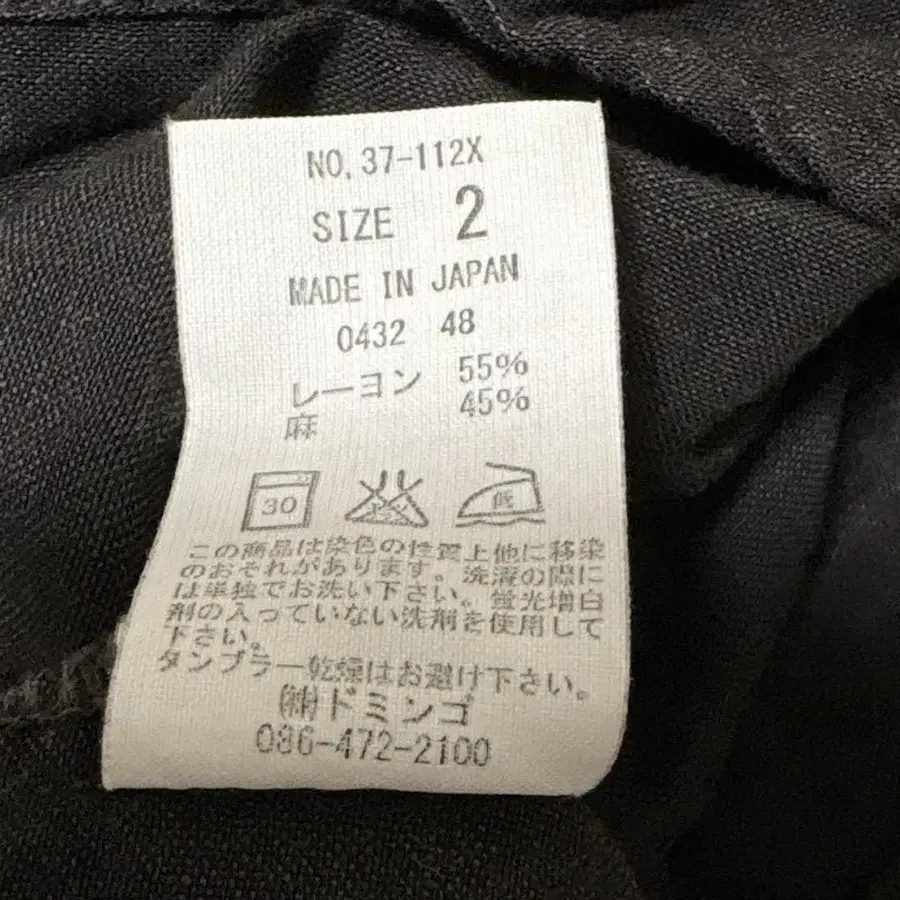 NO.37-112X
SIZE 2
MADE IN JAPAN
0432 48
レーヨン 55%
麻 45%
30
低
この商品は染色の性質上他に移染
のおそれがあります。洗濯の際に
は単独でお洗い下さい。蛍光増白
剤の入っていない洗剤を使用して
下さい。
タンブラー乾燥はお避け下さい。
㈱ドミンゴ
086-472-2100